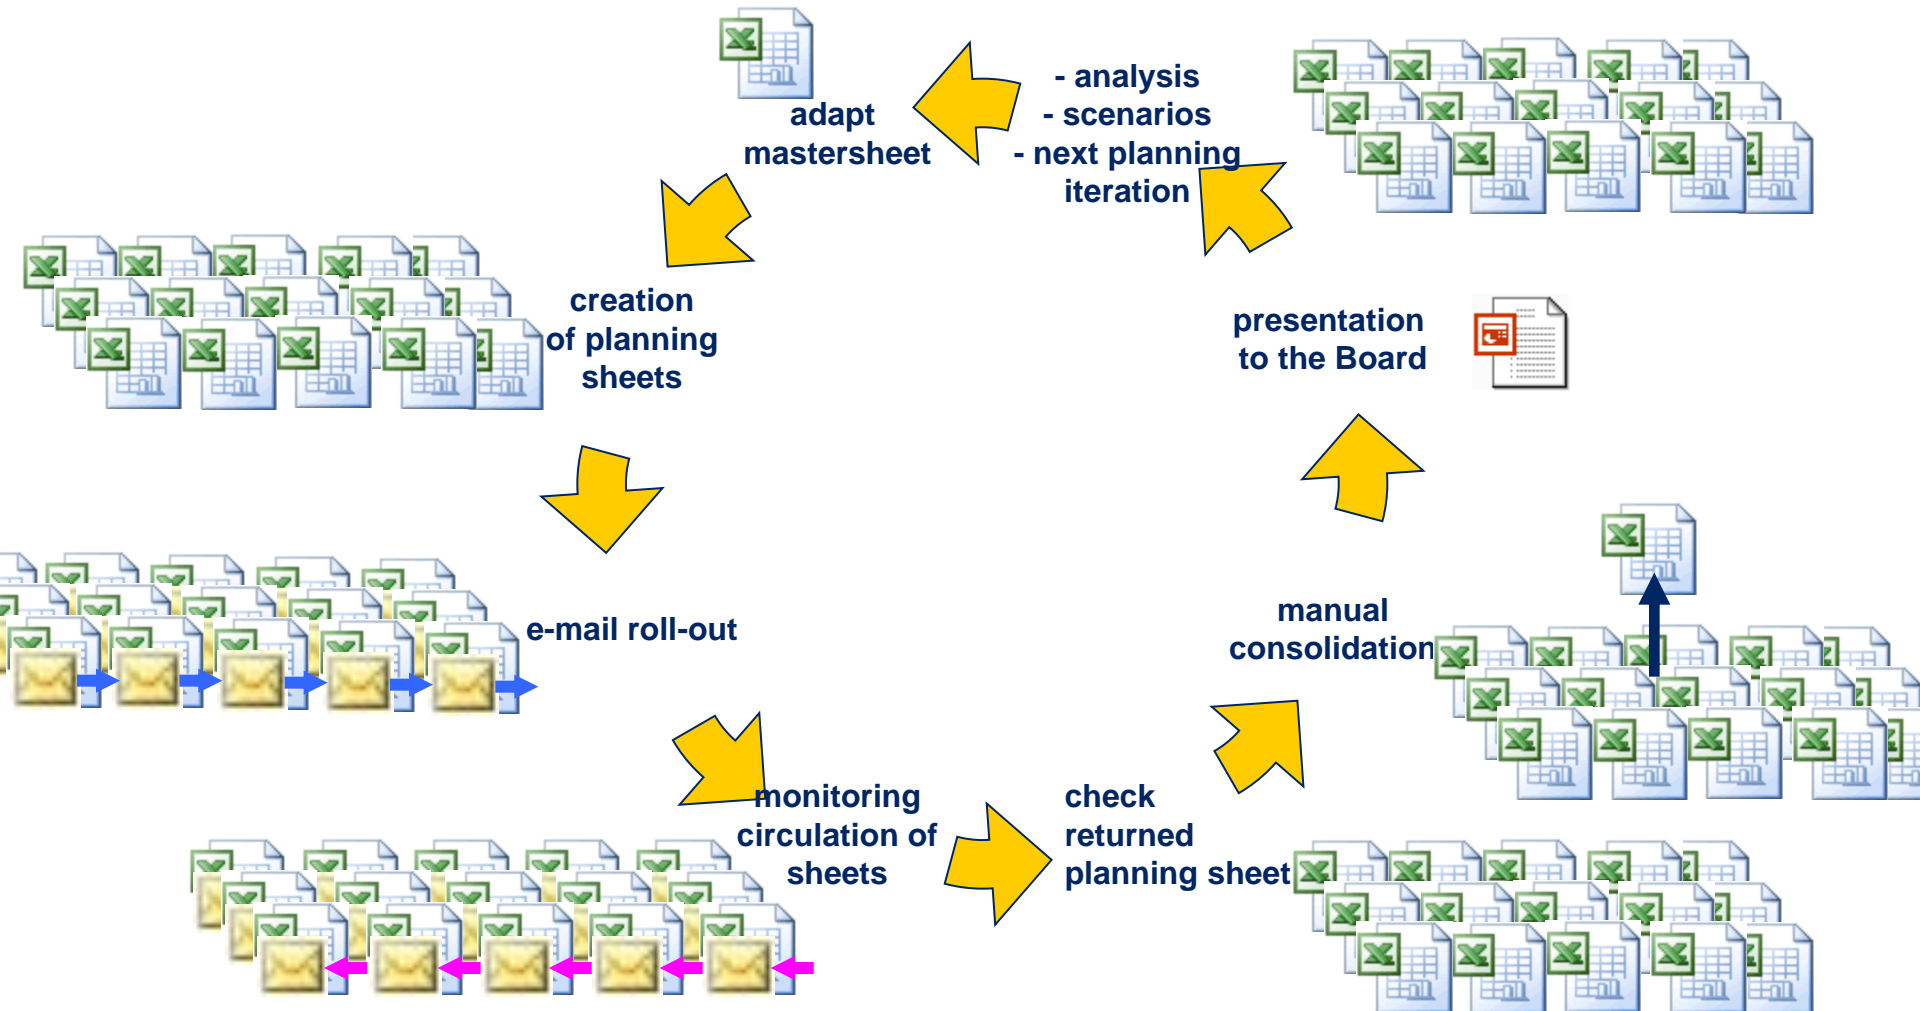 adapt
mastersheet
- analysis
- scenarios
- next planning
iteration
creation
of planning
sheets
presentation
to the Board
e-mail roll-out
manual
consolidation
monitoring
circulation of
sheets
check
returned
planning sheet